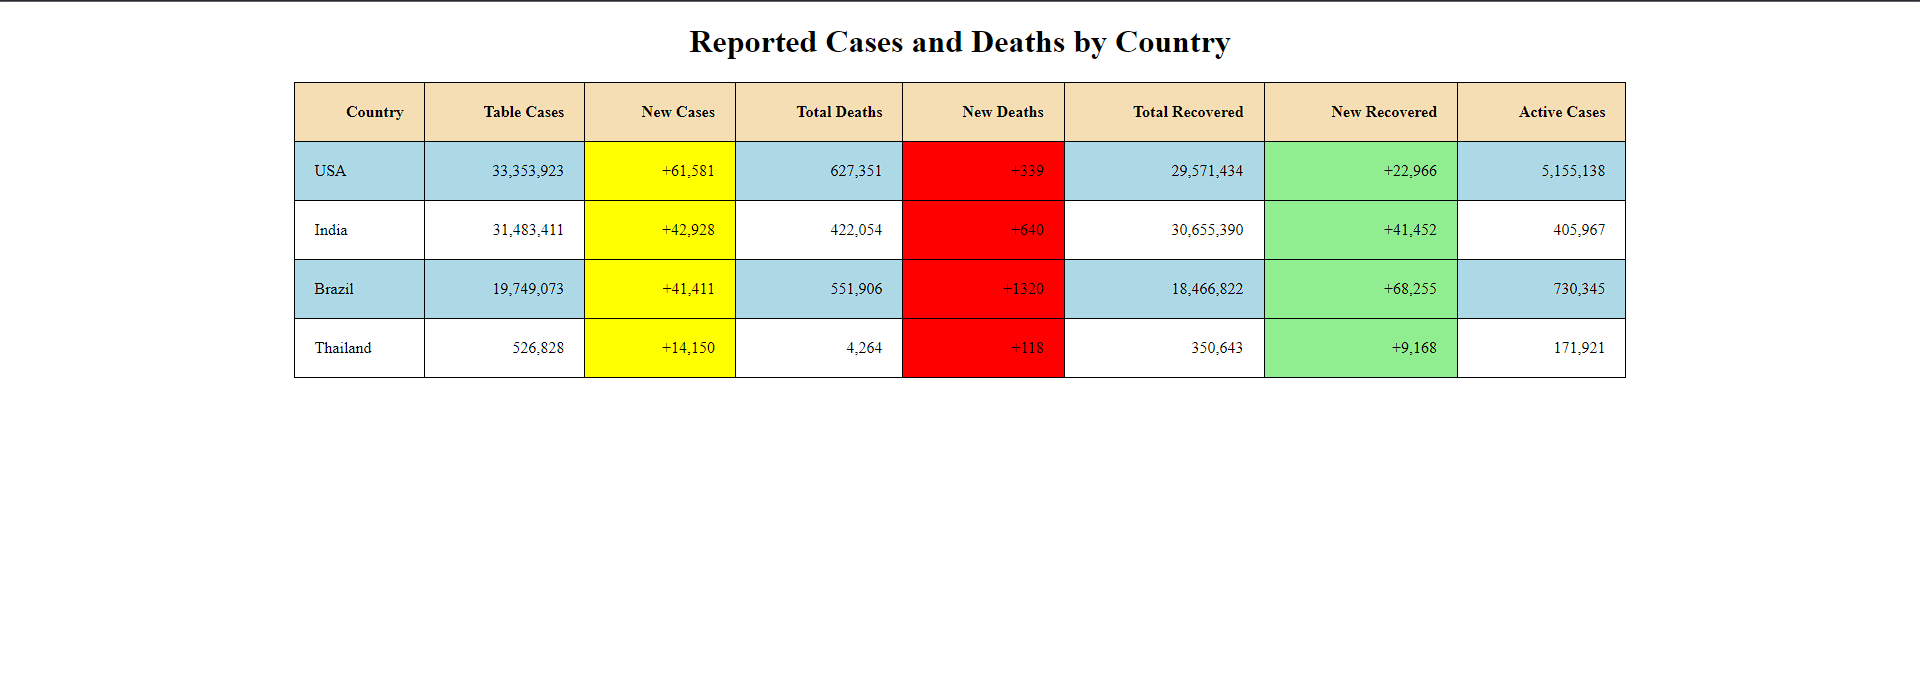 Reported Cases and Deaths by Country
Country Table Cases New Cases Total Deaths New Deaths Total Recovered New Recovered Active Cases
USA 33,353,923 +61,581 627,351 +339 29,571,434 +22,966 5,155,138
India 31,483,411 +42,928 422,054 +640 30,655,390 +41,452 405,967
Brazil 19,749,073 +41,411 551,906 +1320 18,466,822 +68,255 730,345
Thailand 526,828 +14,150 4,264 +118 350,643 +9,168 171,921